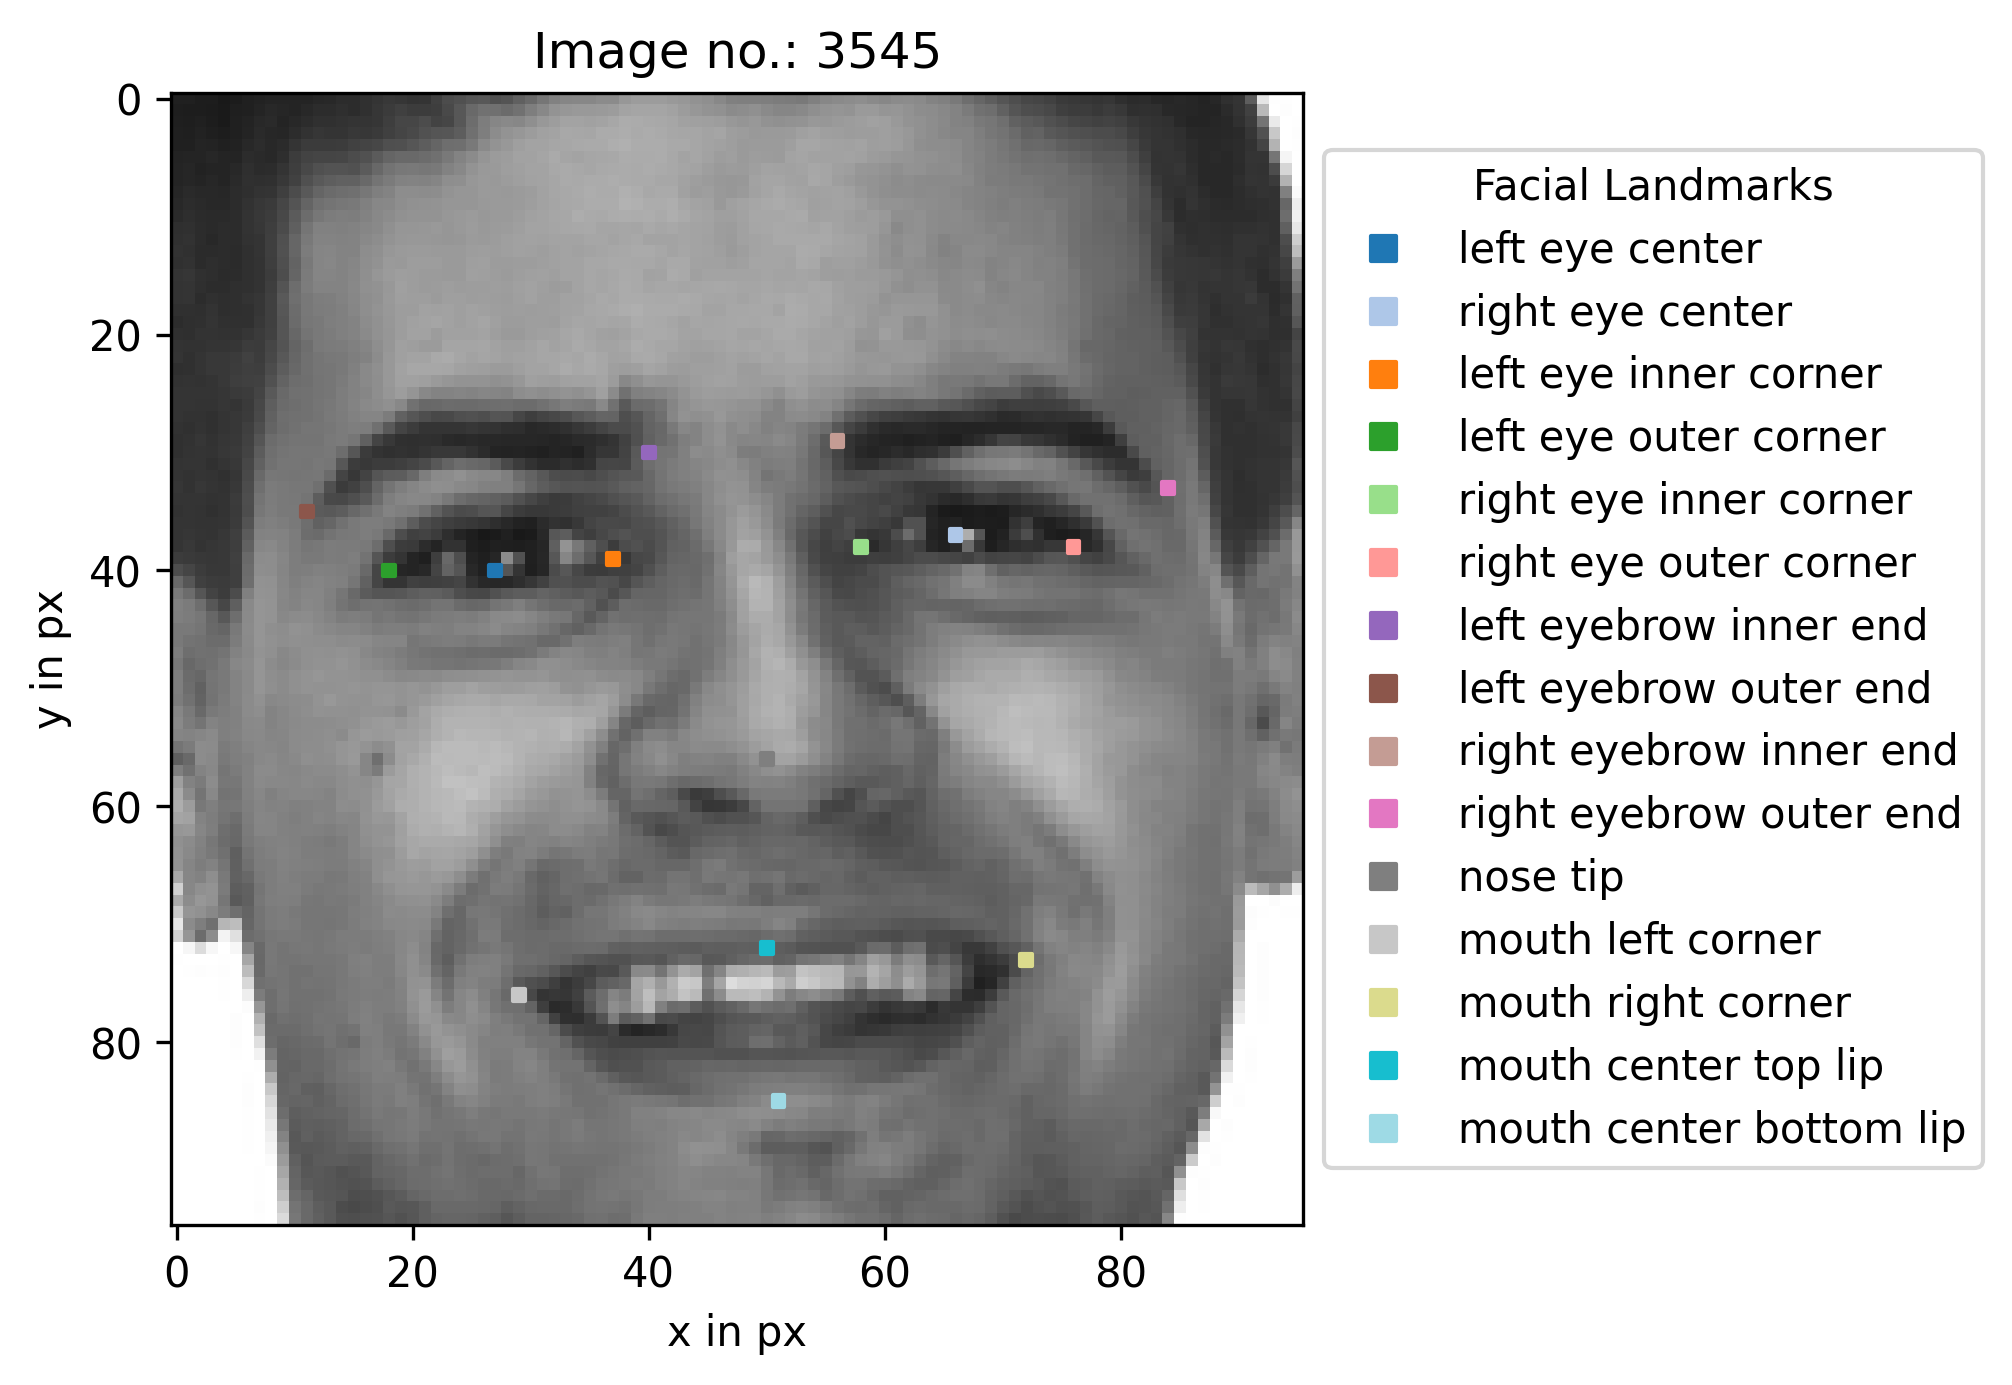 Image no.: 3545
0
20
40
60
80
y in px
0 20 40 60 80
x in px
Facial Landmarks
left eye center
right eye center
left eye inner corner
left eye outer corner
right eye inner corner
right eye outer corner
left eyebrow inner end
left eyebrow outer end
right eyebrow inner end
right eyebrow outer end
nose tip
mouth left corner
mouth right corner
mouth center top lip
mouth center bottom lip